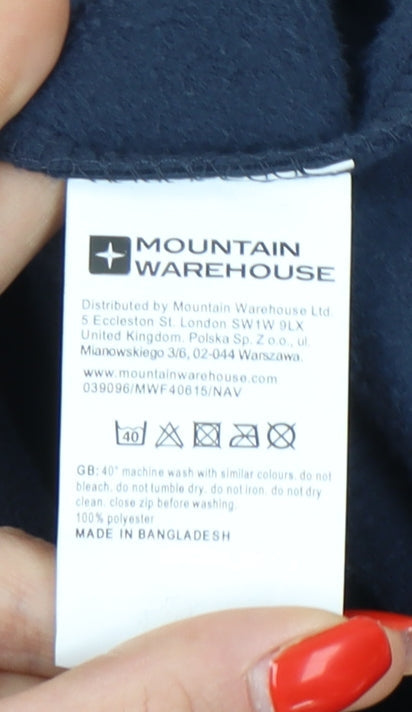 MOUNTAIN
WAREHOUSE
Distributed by Mountain Warehouse Ltd.
5 Eccleston St. London SW1W 9LX
United Kingdom. Polska Sp. Z o.o., ul.
Mianowskiego 3/6, 02-044 Warszawa.
www.mountainwarehouse.com
039096/MWF40615/NAV
40
GB: 40° machine wash with similar colours. do not
bleach. do not tumble dry. do not iron. do not dry
clean. close zip before washing.
100% polyester
MADE IN BANGLADESH